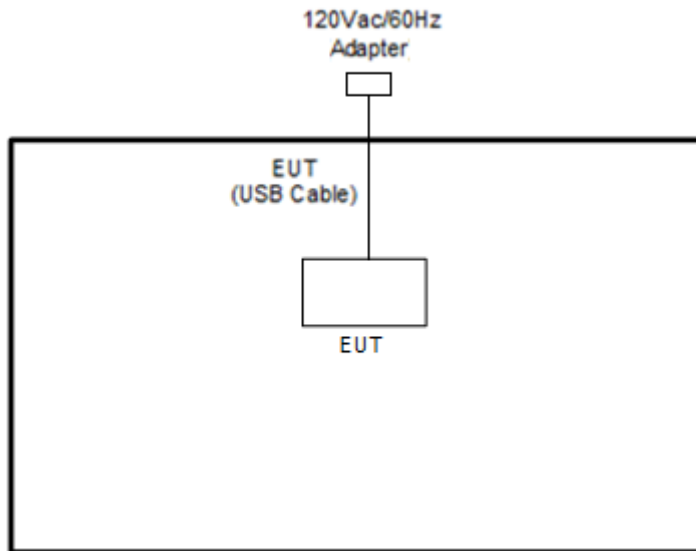 120Vac/60Hz
Adapter
EUT
(USB Cable)
EUT